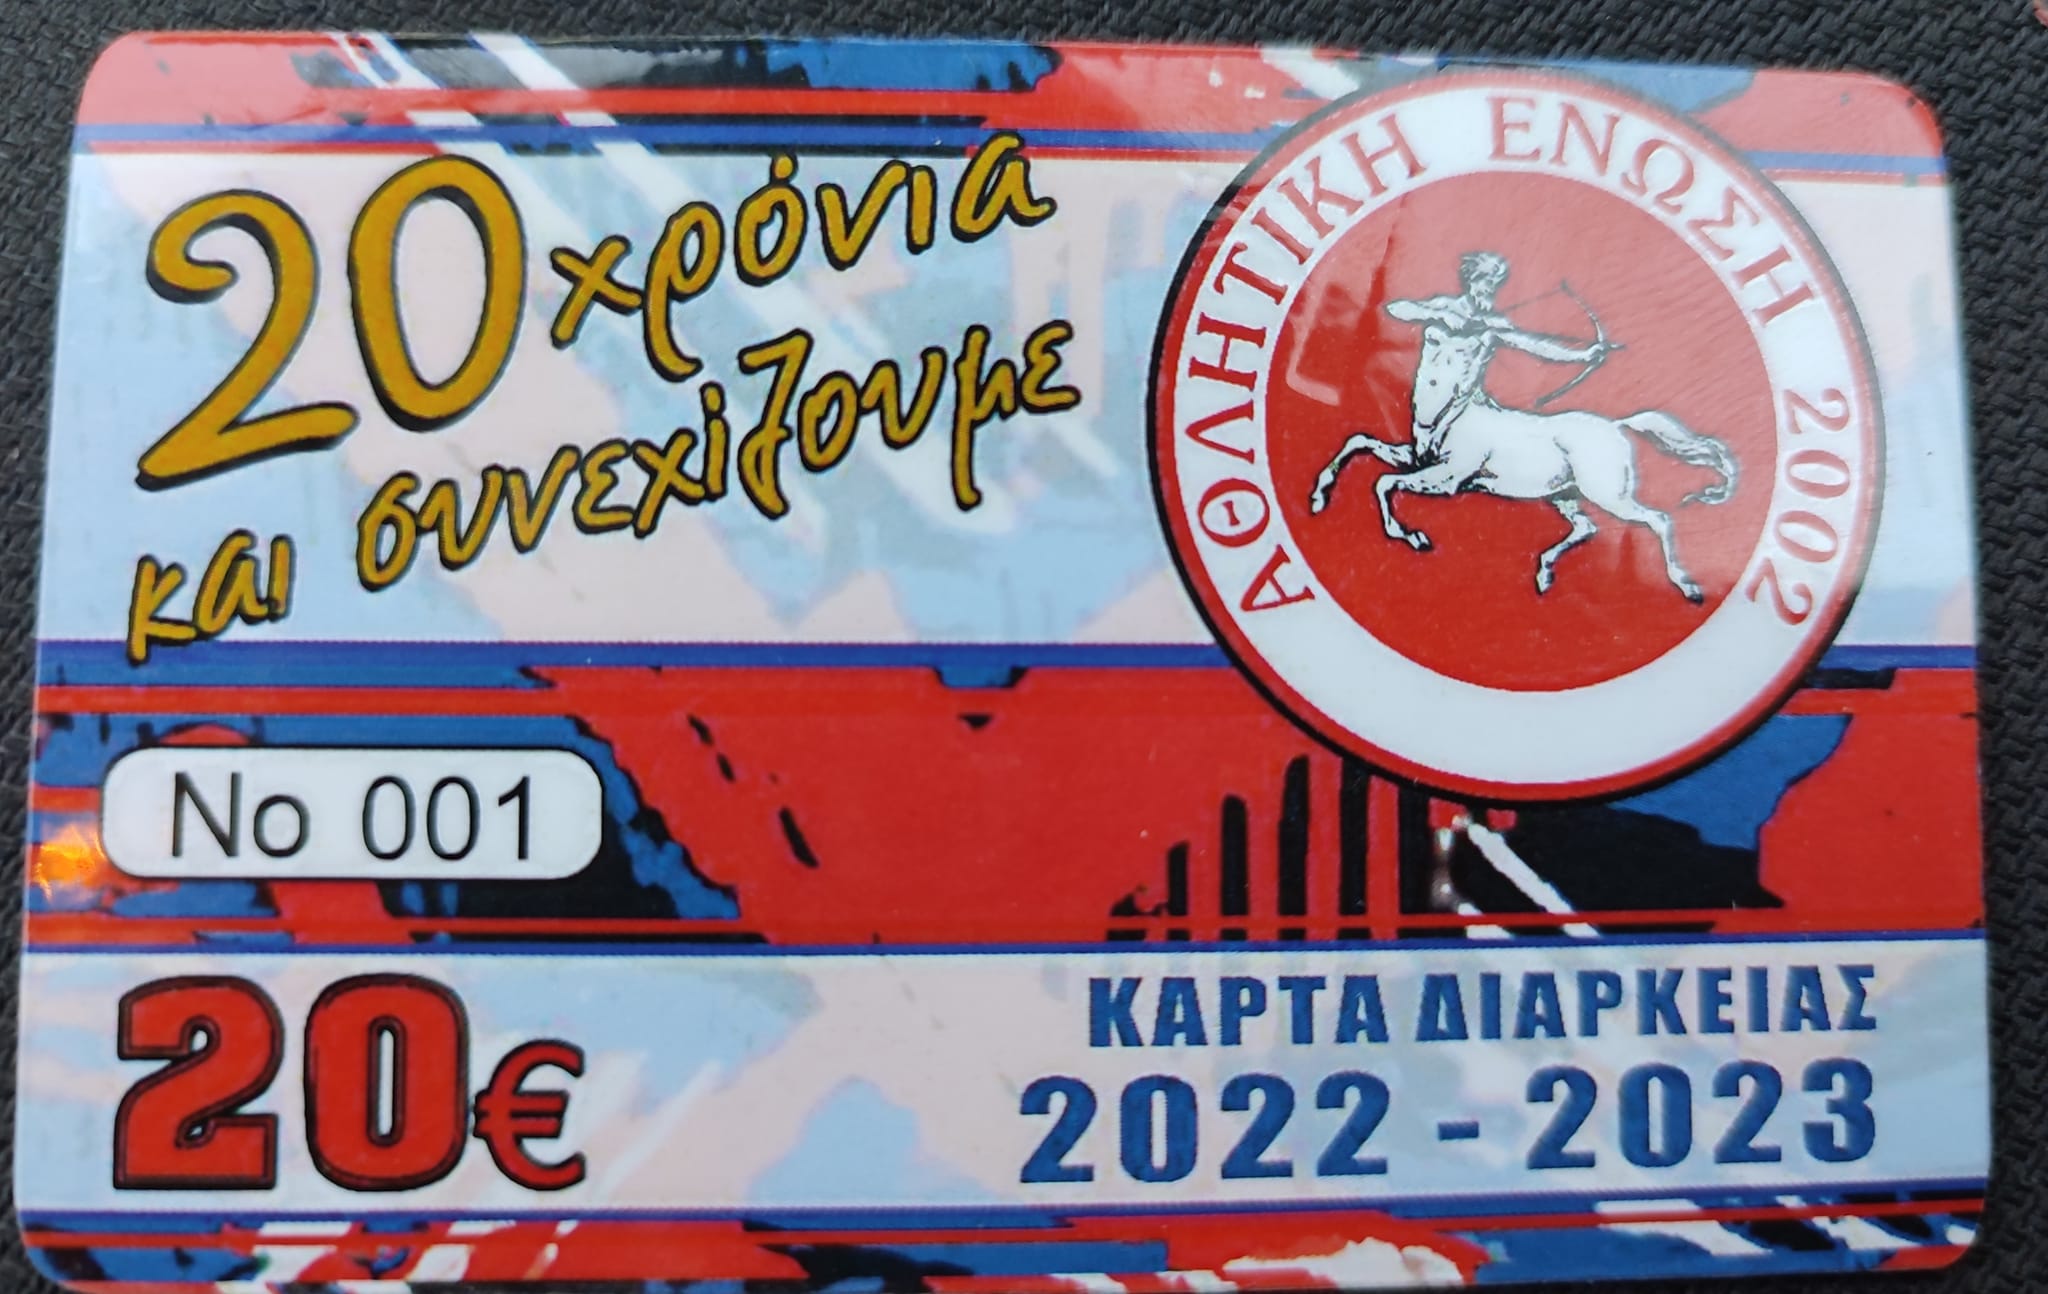 20 χρόνια
και συνεχίζουμε
ΑΘΛΗΤΙΚΗ ΕΝΩΣΗ 2002
No 001
20€
ΚΑΡΤΑ ΔΙΑΡΚΕΙΑΣ
2022 - 2023